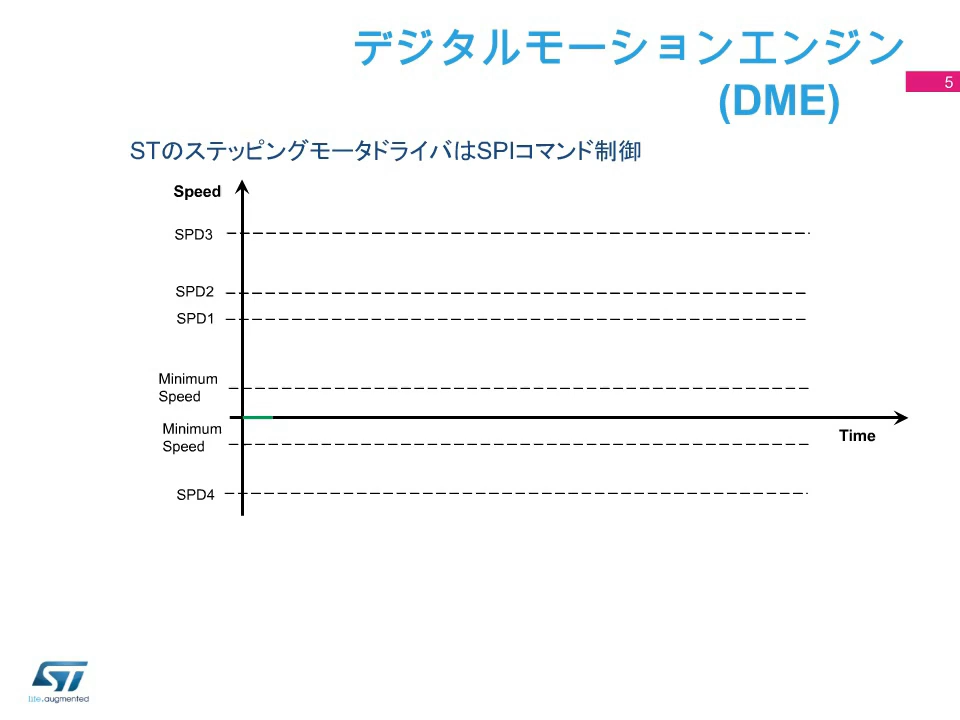 デジタルモーションエンジン
(DME)
5
STのステッピングモータドライバはSPIコマンド制御
Speed
SPD3
SPD2
SPD1
Minimum
Speed
Minimum
Speed
Time
SPD4
ST
life.augmented